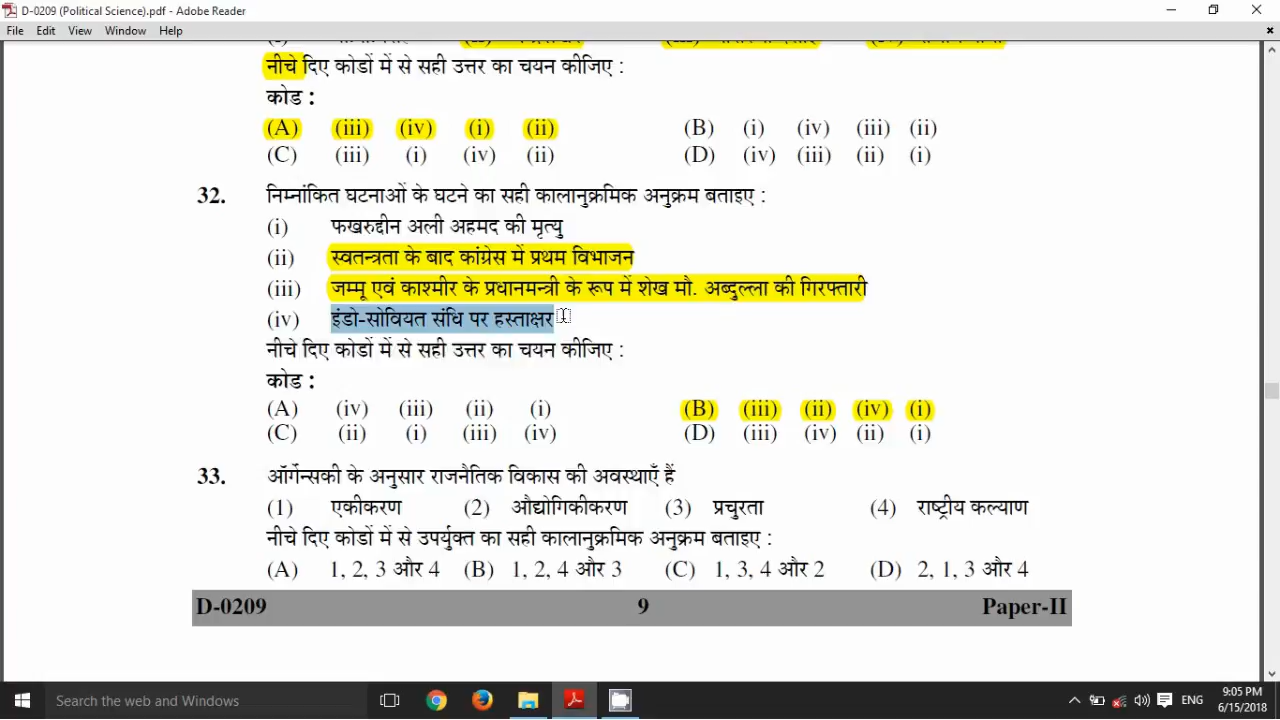 D-0209 (Political Science).pdf - Adobe Reader
File Edit View Window Help
नीचे दिए कोडों में से सही उत्तर का चयन कीजिए :
कोड :
(A) (iii) (iv) (i) (ii) (B) (i) (iv) (iii) (ii)
(C) (iii) (i) (iv) (ii) (D) (iv) (iii) (ii) (i)
32. निम्नांकित घटनाओं के घटने का सही कालानुक्रमिक अनुक्रम बताइए :
(i) फखरुद्दीन अली अहमद की मृत्यु
(ii) स्वतन्त्रता के बाद कांग्रेस में प्रथम विभाजन
(iii) जम्मू एवं काश्मीर के प्रधानमन्त्री के रूप में शेख मौ. अब्दुल्ला की गिरफ्तारी
(iv) इंडो-सोवियत संधि पर हस्ताक्षर
नीचे दिए कोडों में से सही उत्तर का चयन कीजिए :
कोड :
(A) (iv) (iii) (ii) (i) (B) (iii) (ii) (iv) (i)
(C) (ii) (i) (iii) (iv) (D) (iii) (iv) (ii) (i)
33. ऑर्गेन्सकी के अनुसार राजनैतिक विकास की अवस्थाएँ हैं
(1) एकीकरण (2) औद्योगिकीकरण (3) प्रचुरता (4) राष्ट्रीय कल्याण
नीचे दिए कोडों में से उपर्युक्त का सही कालानुक्रमिक अनुक्रम बताइए :
(A) 1, 2, 3 और 4 (B) 1, 2, 4 और 3 (C) 1, 3, 4 और 2 (D) 2, 1, 3 और 4
D-0209 9 Paper-II
Search the web and Windows ENG 9:05 PM
6/15/2018